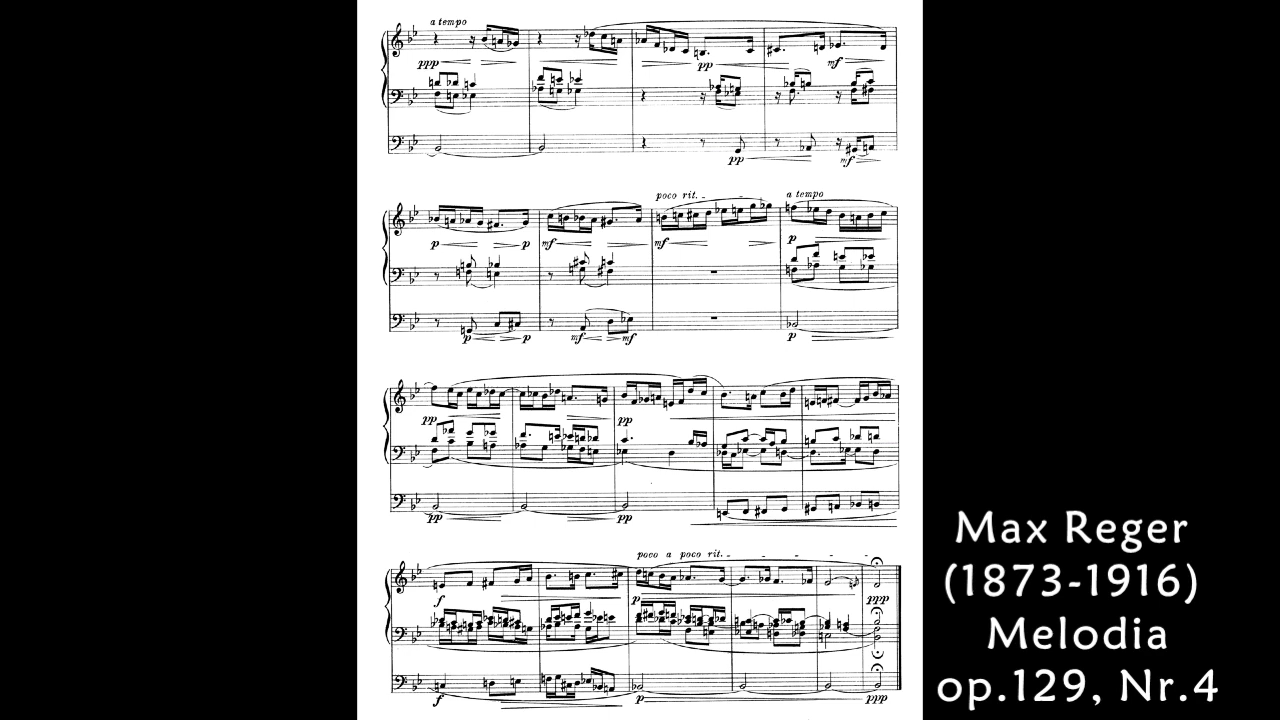 a tempo
ppp
pp
mf
pp
mf
poco rit.
a tempo
p
p
mf
mf
p
p
p
mf
mf
p
pp
pp
pp
pp
poco a poco rit.
f
p
ppp
f
p
ppp
Max Reger
(1873-1916)
Melodia
op.129, Nr.4